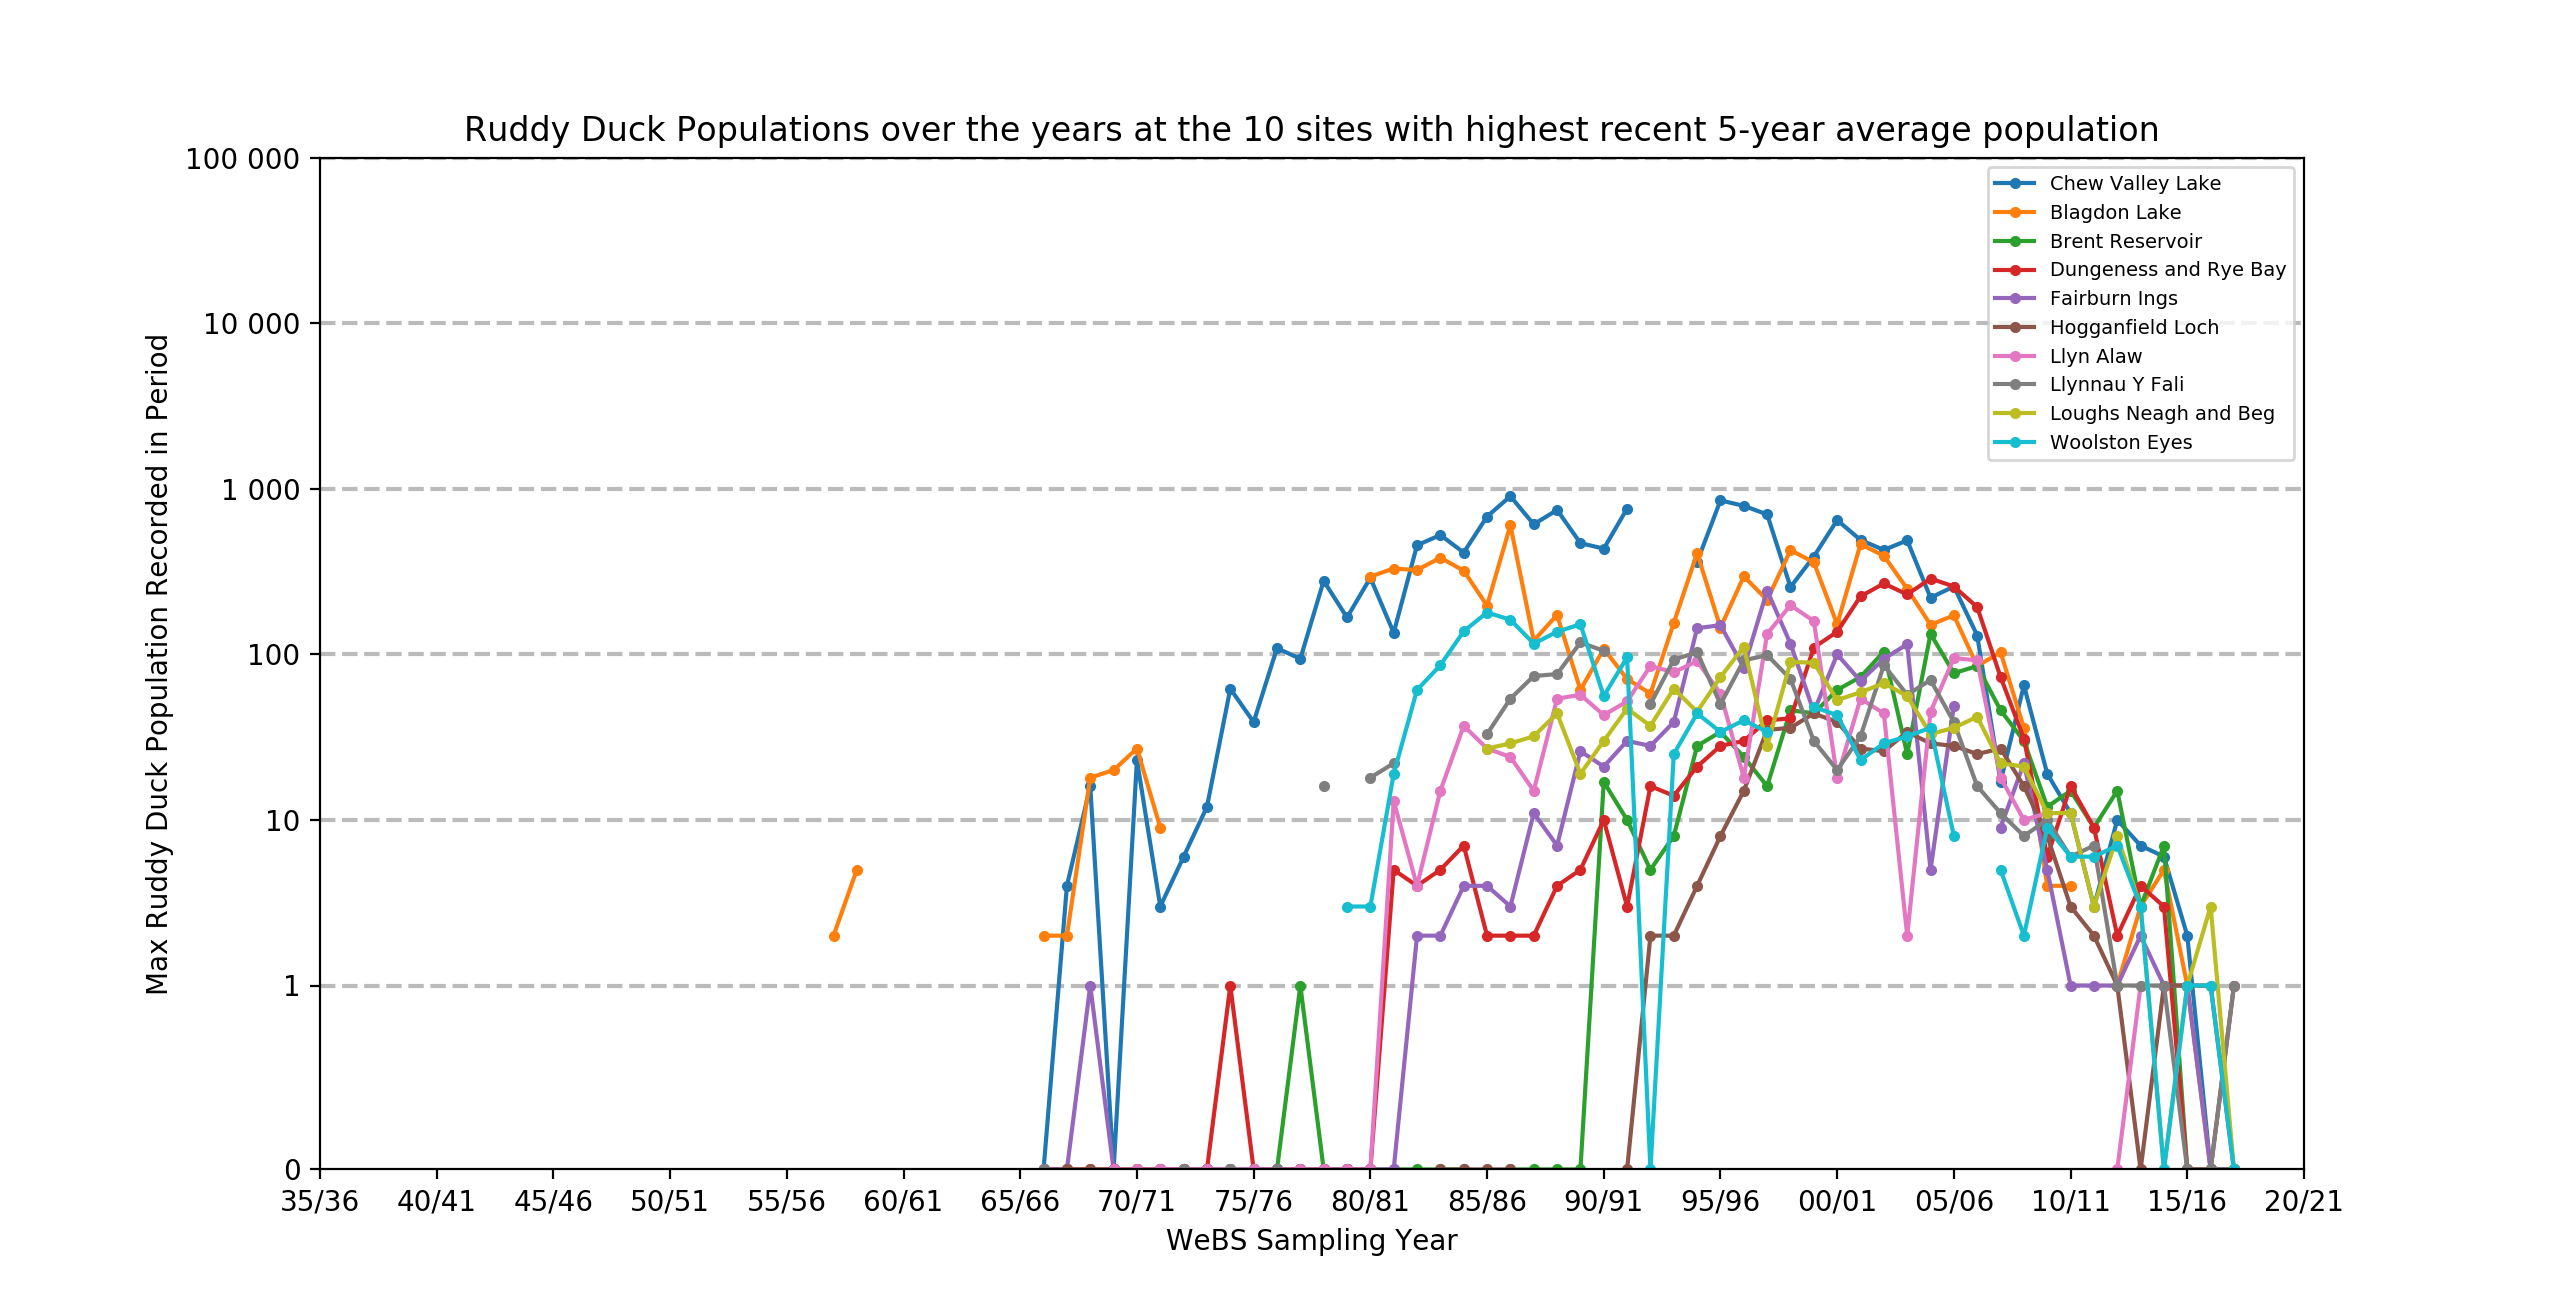 Ruddy Duck Populations over the years at the 10 sites with highest recent 5-year average population
100 000
10 000
1 000
100
10
1
0
Max Ruddy Duck Population Recorded in Period
Chew Valley Lake
Blagdon Lake
Brent Reservoir
Dungeness and Rye Bay
Fairburn Ings
Hogganfield Loch
Llyn Alaw
Llynnau Y Fali
Loughs Neagh and Beg
Woolston Eyes
35/36 40/41 45/46 50/51 55/56 60/61 65/66 70/71 75/76 80/81 85/86 90/91 95/96 00/01 05/06 10/11 15/16 20/21
WeBS Sampling Year